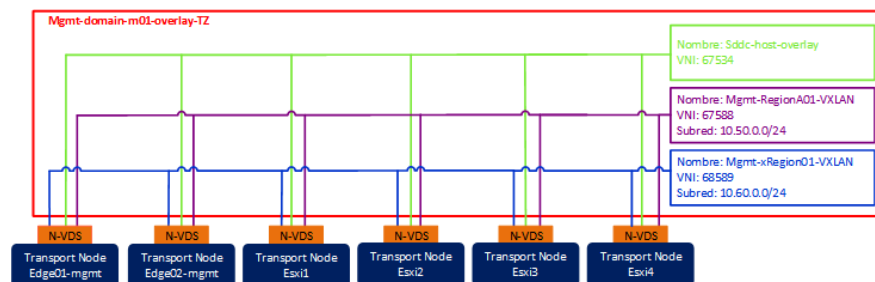 Mgmt-domain-m01-overlay-TZ
Nombre: Sddc-host-overlay
VNI: 67534
Nombre: Mgmt-RegionA01-VXLAN
VNI: 67588
Subred: 10.50.0.0/24
Nombre: Mgmt-xRegion01-VXLAN
VNI: 68589
Subred: 10.60.0.0/24
N-VDS
N-VDS
N-VDS
N-VDS
N-VDS
N-VDS
Transport Node
Edge01-mgmt
Transport Node
Edge02-mgmt
Transport Node
Esxi1
Transport Node
Esxi2
Transport Node
Esxi3
Transport Node
Esxi4